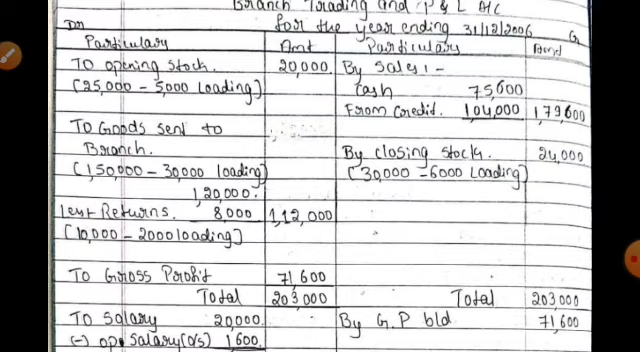 Branch Trading and P & L A/C
for the year ending 31/12/2006
Dr Cr
Particulars Amt Particulars Amt
To opening stock. 20,000 By Sales :-
[25,000 - 5,000 Loading] Cash 75,600
From Credit. 1,04,000 1,79,600
To Goods sent to
Branch. By closing stock. 24,000
(1,50,000 - 30,000 loading) (30,000 - 6000 Loading]
1,20,000.
Less Returns. 8,000 1,12,000
[10,000 - 2000 loading]
To Gross Profit 71,600
Total 203,000 Total 203,000
To Salary 20,000 By G.P b/d 71,600
(-) op. Salary (o/s) 1,600